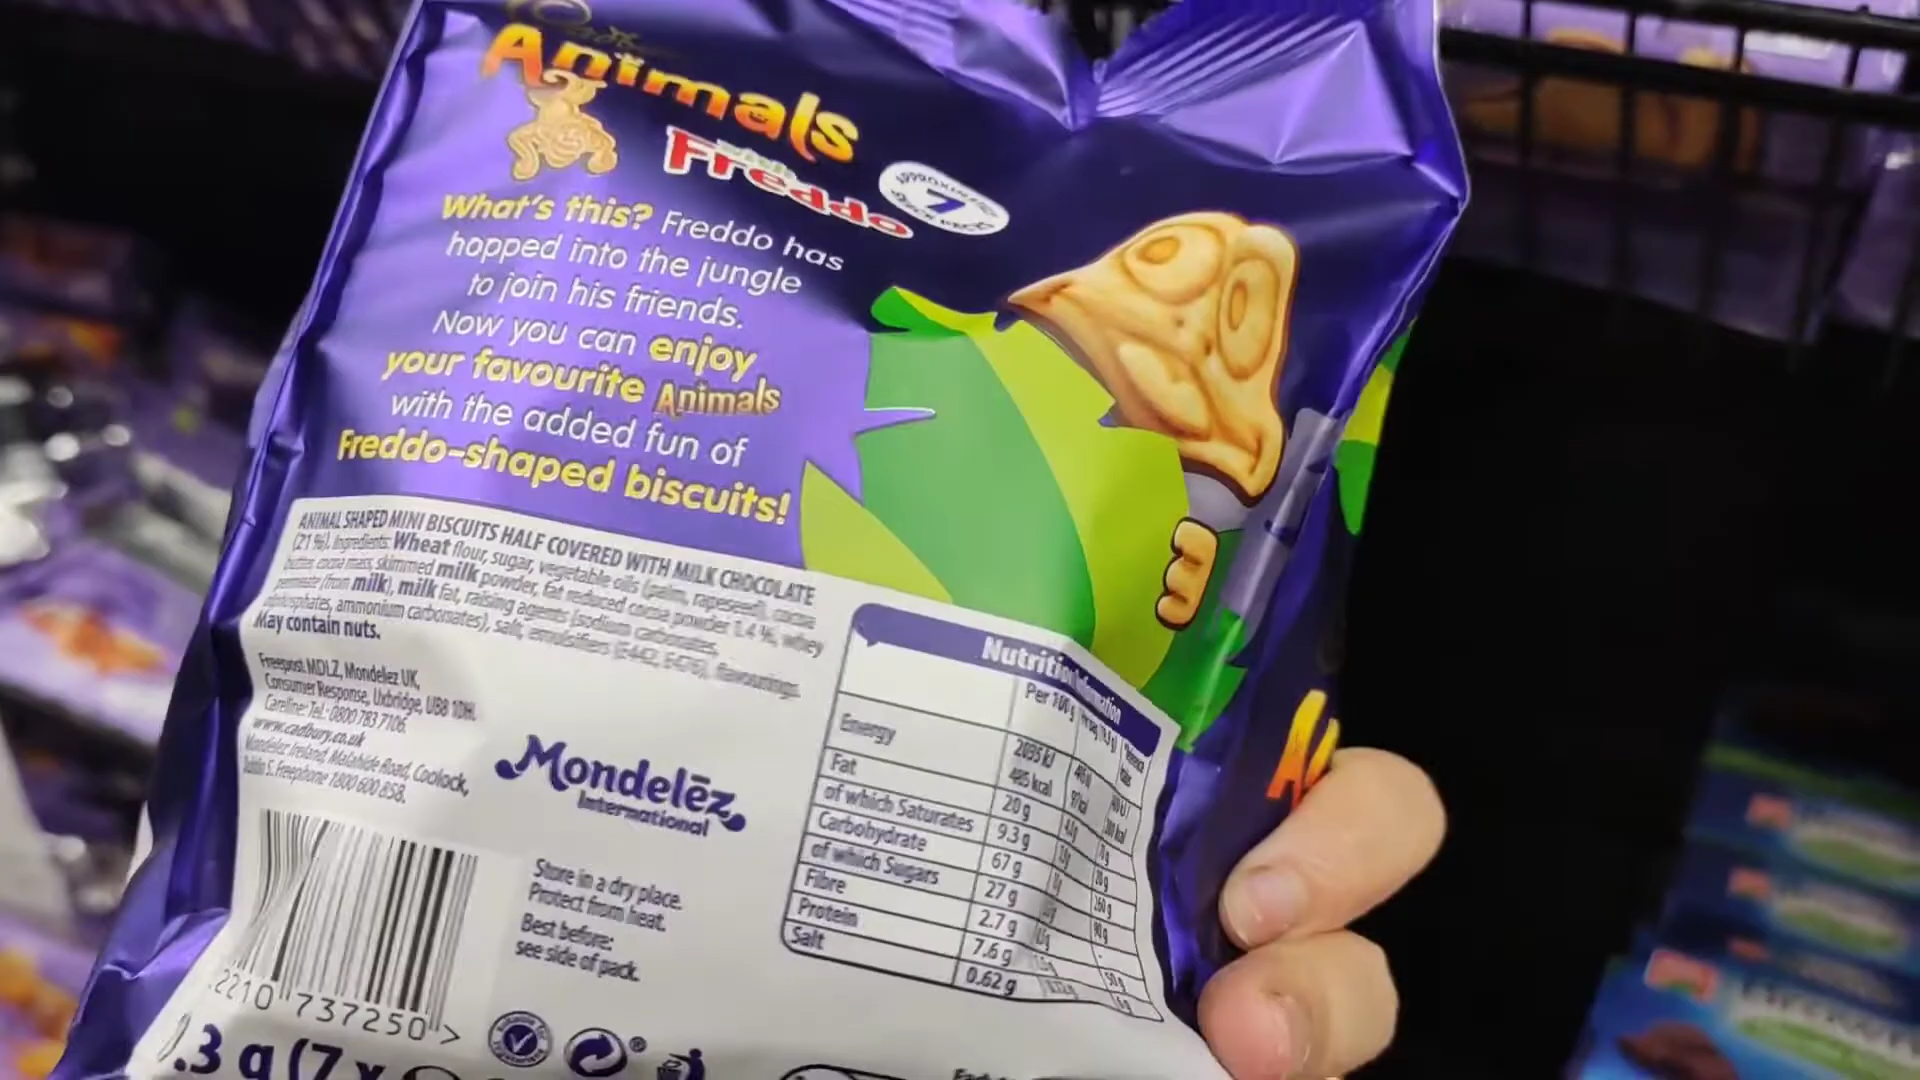 Cadbury
Animals
with
Freddo
APPROXIMATELY
7
What's this? Freddo has
hopped into the jungle
to join his friends.
Now you can enjoy
your favourite Animals
with the added fun of
Freddo-shaped biscuits!
ANIMAL SHAPED MINI BISCUITS HALF COVERED WITH MILK CHOCOLATE
(21 %). Ingredients: Wheat flour, sugar, vegetable oils (palm, rapeseed), cocoa
butter, cocoa mass, skimmed milk powder, fat reduced cocoa powder 1.4 %, whey
permeate (from milk), milk fat, raising agents (sodium carbonates,
phosphates, ammonium carbonates), salt, emulsifiers (E442, E476), flavourings.
May contain nuts.
Freepost MDLZ, Mondelez UK,
Consumer Response, Uxbridge, UB8 1DH.
Careline: Tel.: 0800 783 7106.
www.cadbury.co.uk
Mondelez Ireland, Malahide Road, Coolock,
Dublin 5. Freephone 1800 600 858.
Mondelēz
International
Store in a dry place.
Protect from heat.
Best before:
see side of pack.
Nutrition Information
Per 100 g
Energy 2035 kJ
485 kcal
Fat 20 g
of which Saturates 9.3 g
Carbohydrate 67 g
of which Sugars 27 g
Fibre 2.7 g
Protein 7.6 g
Salt 0.62 g
2210 737250 >
.3 g (7 x